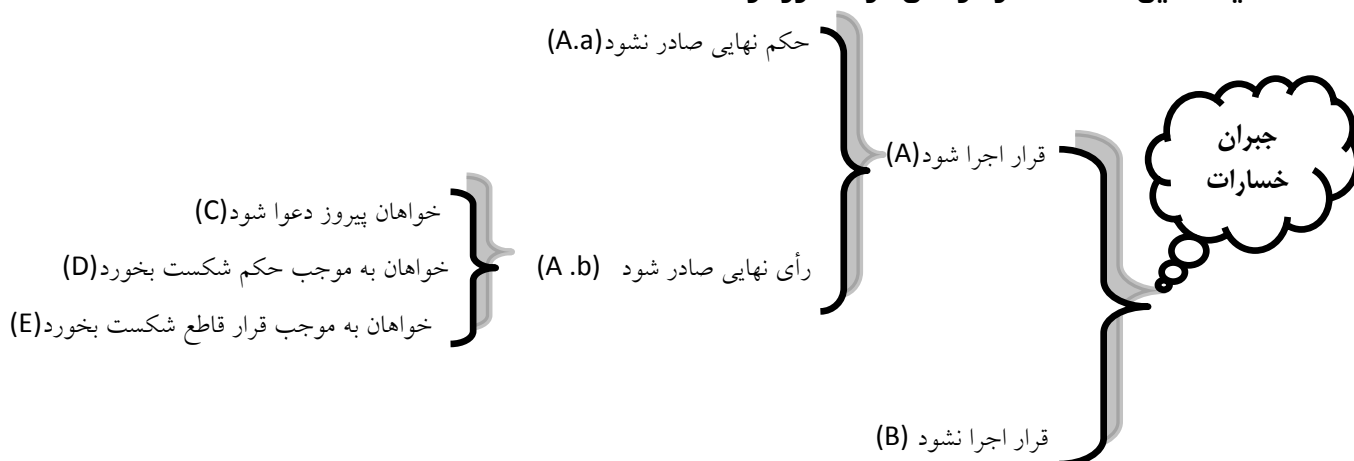 جبران
خسارات
قرار اجرا شود(A)
حکم نهایی صادر نشود(A.a)
رأی نهایی صادر شود (A .b)
خواهان پیروز دعوا شود(C)
خواهان به موجب حکم شکست بخورد(D)
خواهان به موجب قرار قاطع شکست بخورد(E)
قرار اجرا نشود (B)